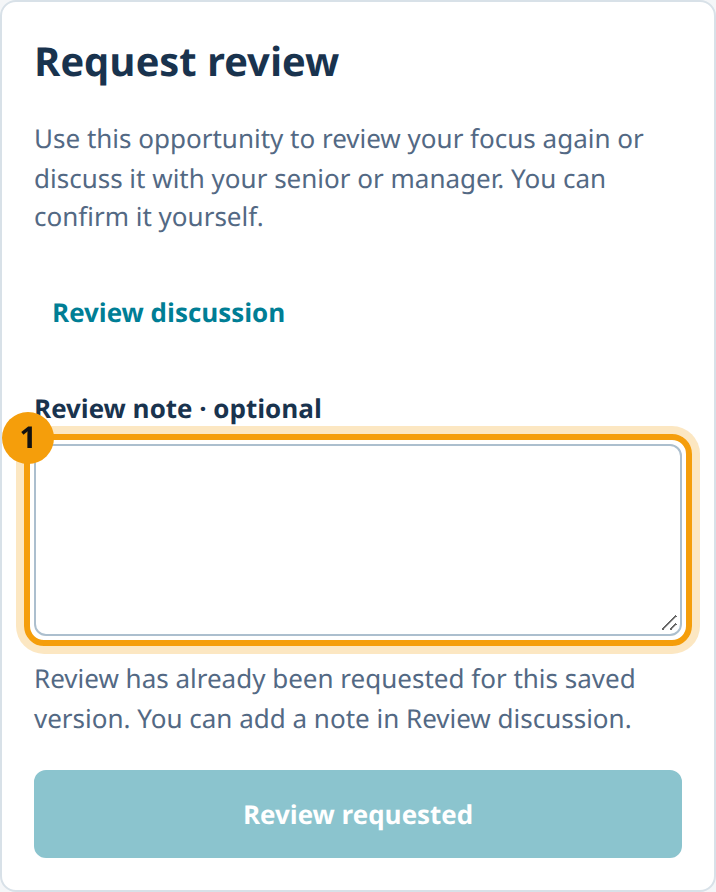 Request review
Use this opportunity to review your focus again or
discuss it with your senior or manager. You can
confirm it yourself.
Review discussion
Review note · optional
1
Review has already been requested for this saved
version. You can add a note in Review discussion.
Review requested